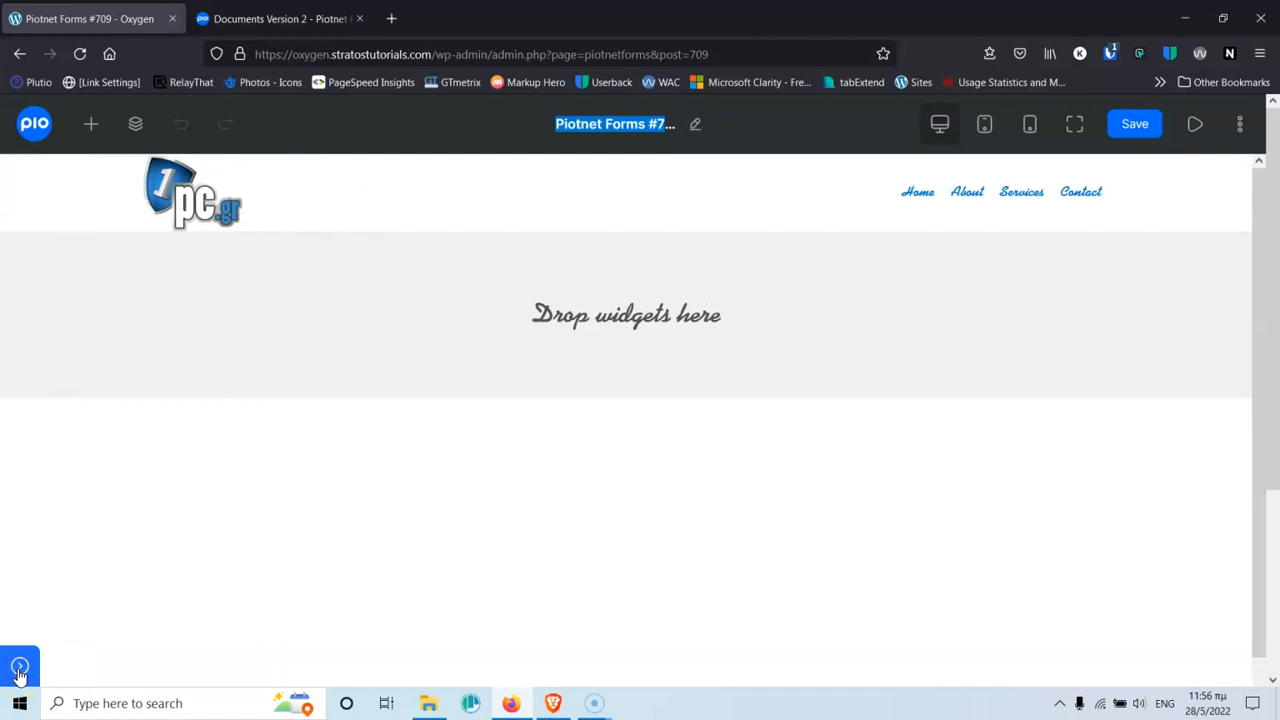 Piotnet Forms #709 - Oxygen
Documents Version 2 - Piotnet
https://oxygen.stratostutorials.com/wp-admin/admin.php?page=piotnetforms&post=709
Plutio
[Link Settings]
RelayThat
Photos - Icons
PageSpeed Insights
GTmetrix
Markup Hero
Userback
WAC
Microsoft Clarity - Fre...
tabExtend
Sites
Usage Statistics and M...
Other Bookmarks
pio
Piotnet Forms #7...
Save
1pc.gr
Home About Services Contact
Drop widgets here
Type here to search
ENG
11:56 πμ
28/5/2022